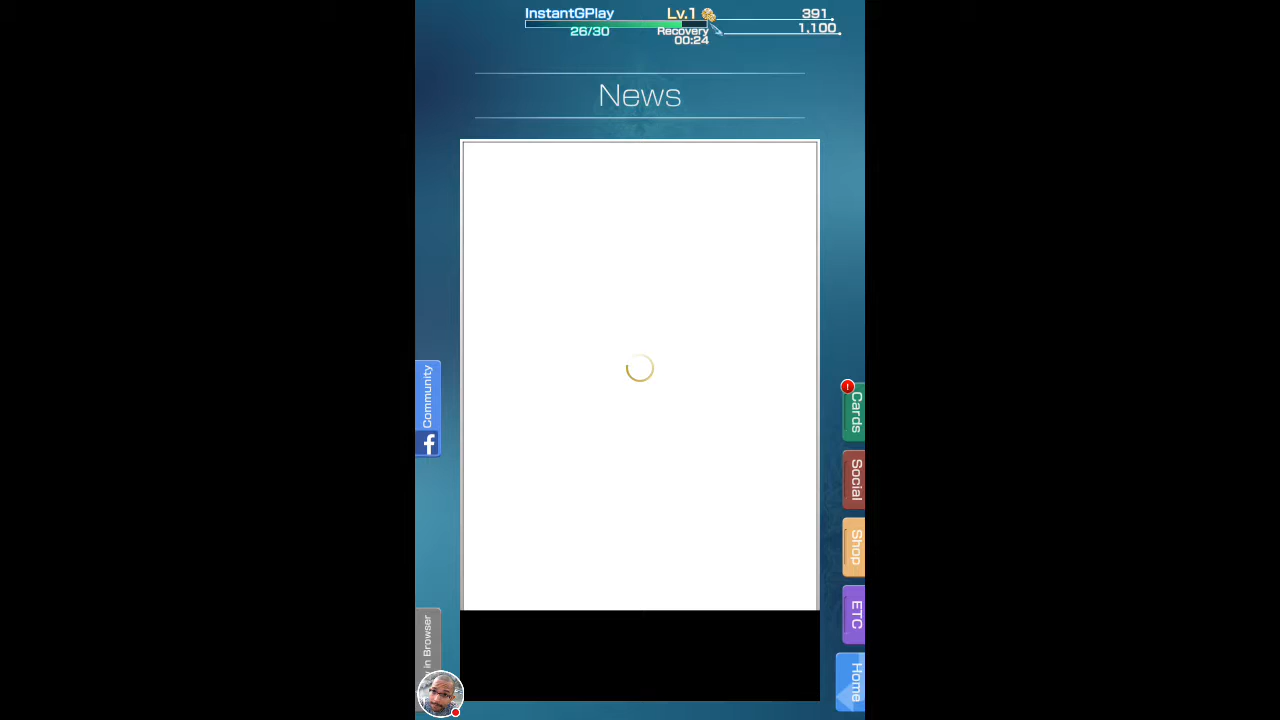 InstantGPlay Lv.1 391
26/30 Recovery 1,100
00:24
News
Community
f
in Browser
!
Cards
Social
Shop
ETC
Home